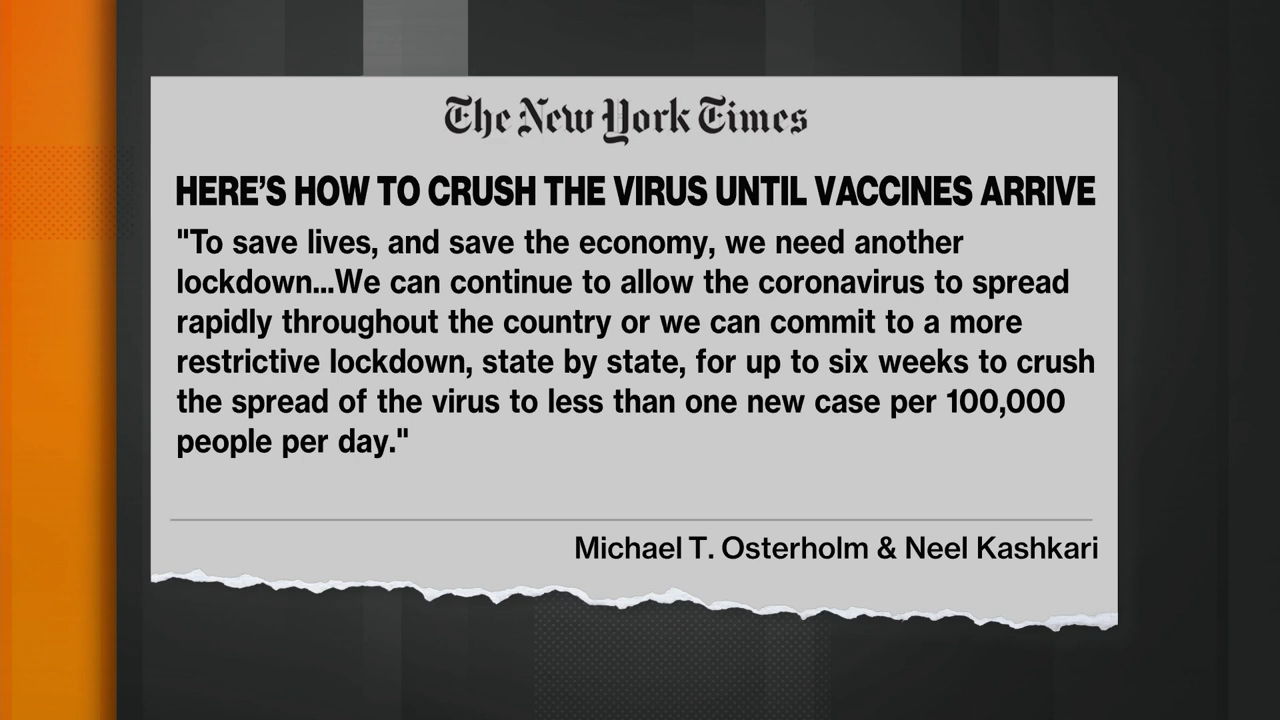 The New York Times
HERE'S HOW TO CRUSH THE VIRUS UNTIL VACCINES ARRIVE
"To save lives, and save the economy, we need another
lockdown...We can continue to allow the coronavirus to spread
rapidly throughout the country or we can commit to a more
restrictive lockdown, state by state, for up to six weeks to crush
the spread of the virus to less than one new case per 100,000
people per day."
Michael T. Osterholm & Neel Kashkari